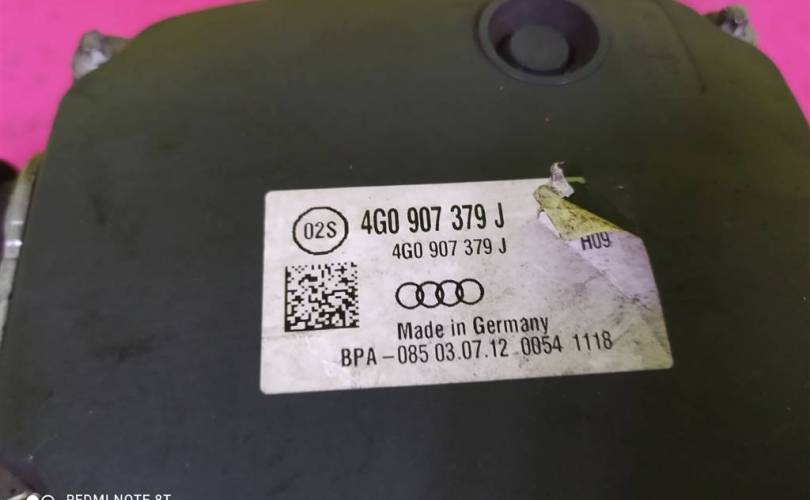 02S 4G0 907 379 J
4G0 907 379 J H09
Made in Germany
BPA-085 03.07.12 0054 1118
REDMI NOTE 8T